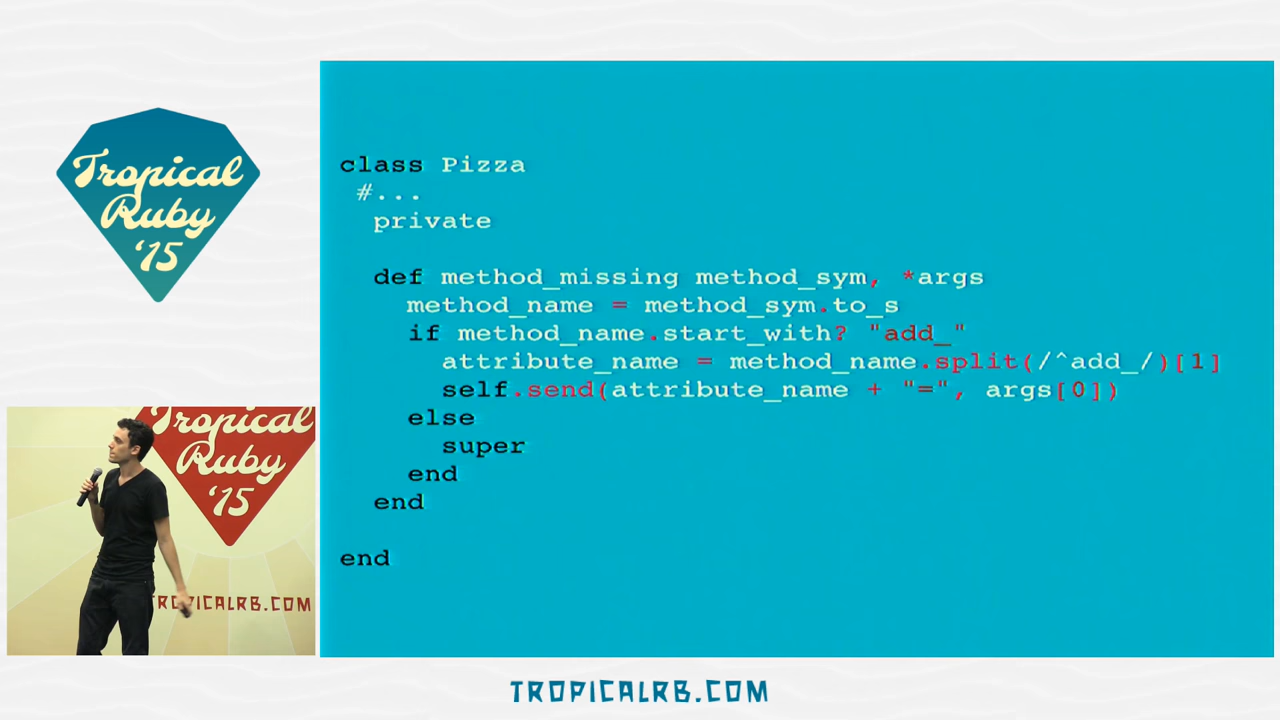 Tropical
Ruby
'15
class Pizza
#...
private
def method_missing method_sym, *args
method_name = method_sym.to_s
if method_name.start_with? "add_"
attribute_name = method_name.split(/^add_/)[1]
self.send(attribute_name + "=", args[0])
else
super
end
end
end
Tropical
Ruby
'15
TROPICALRB.COM
TROPICALRB.COM